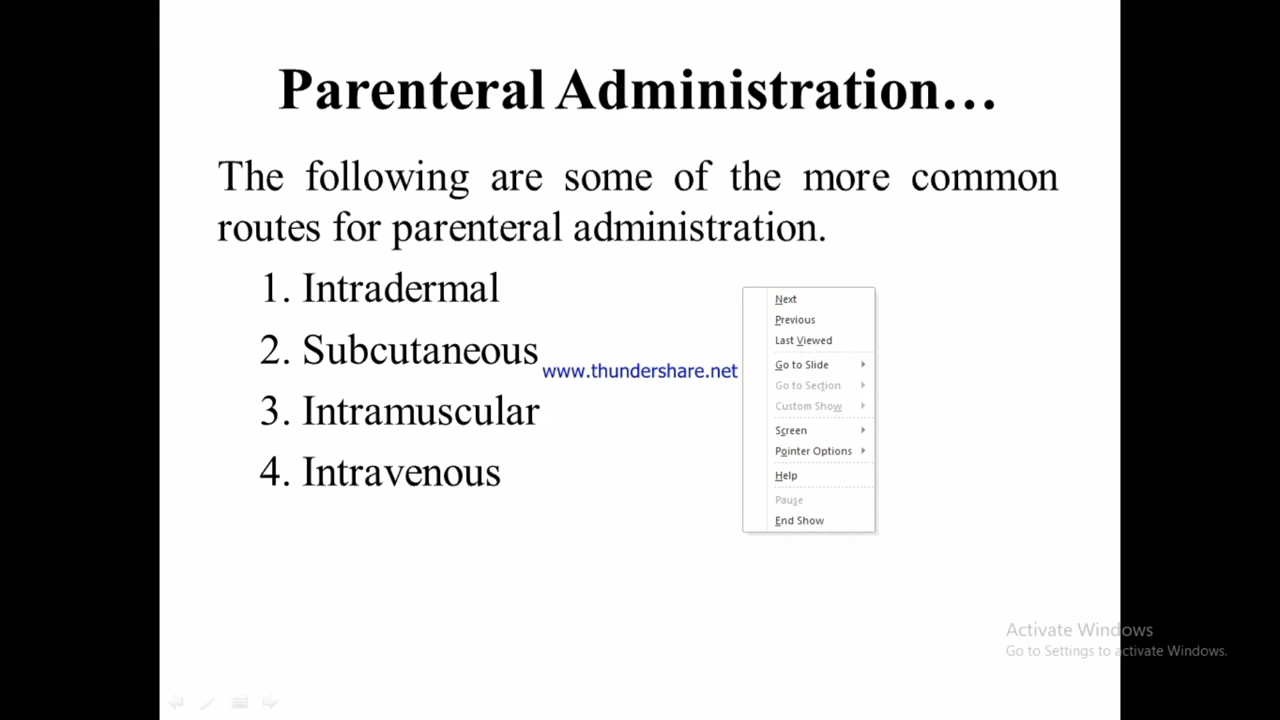 Parenteral Administration...
The following are some of the more common
routes for parenteral administration.
1. Intradermal
2. Subcutaneous
3. Intramuscular
4. Intravenous
www.thundershare.net
Next
Previous
Last Viewed
Go to Slide
Go to Section
Custom Show
Screen
Pointer Options
Help
Pause
End Show
Activate Windows
Go to Settings to activate Windows.